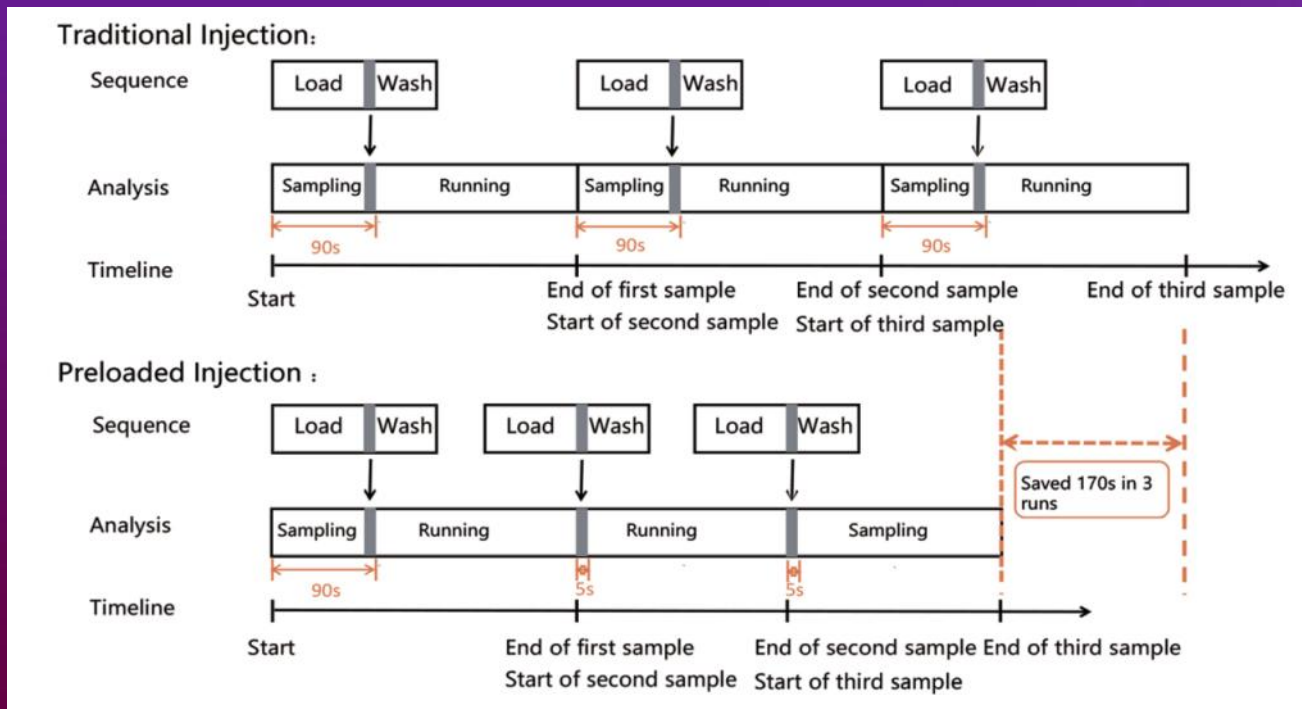 Traditional Injection：
Sequence
Load Wash Load Wash Load Wash
Analysis
Sampling Running Sampling Running Sampling Running
90s 90s 90s
Timeline
Start
End of first sample
Start of second sample
End of second sample
Start of third sample
End of third sample
Preloaded Injection：
Sequence
Load Wash Load Wash Load Wash
Saved 170s in 3
runs
Analysis
Sampling Running Running Sampling
90s 5s 5s
Timeline
Start
End of first sample
Start of second sample
End of second sample
Start of third sample
End of third sample